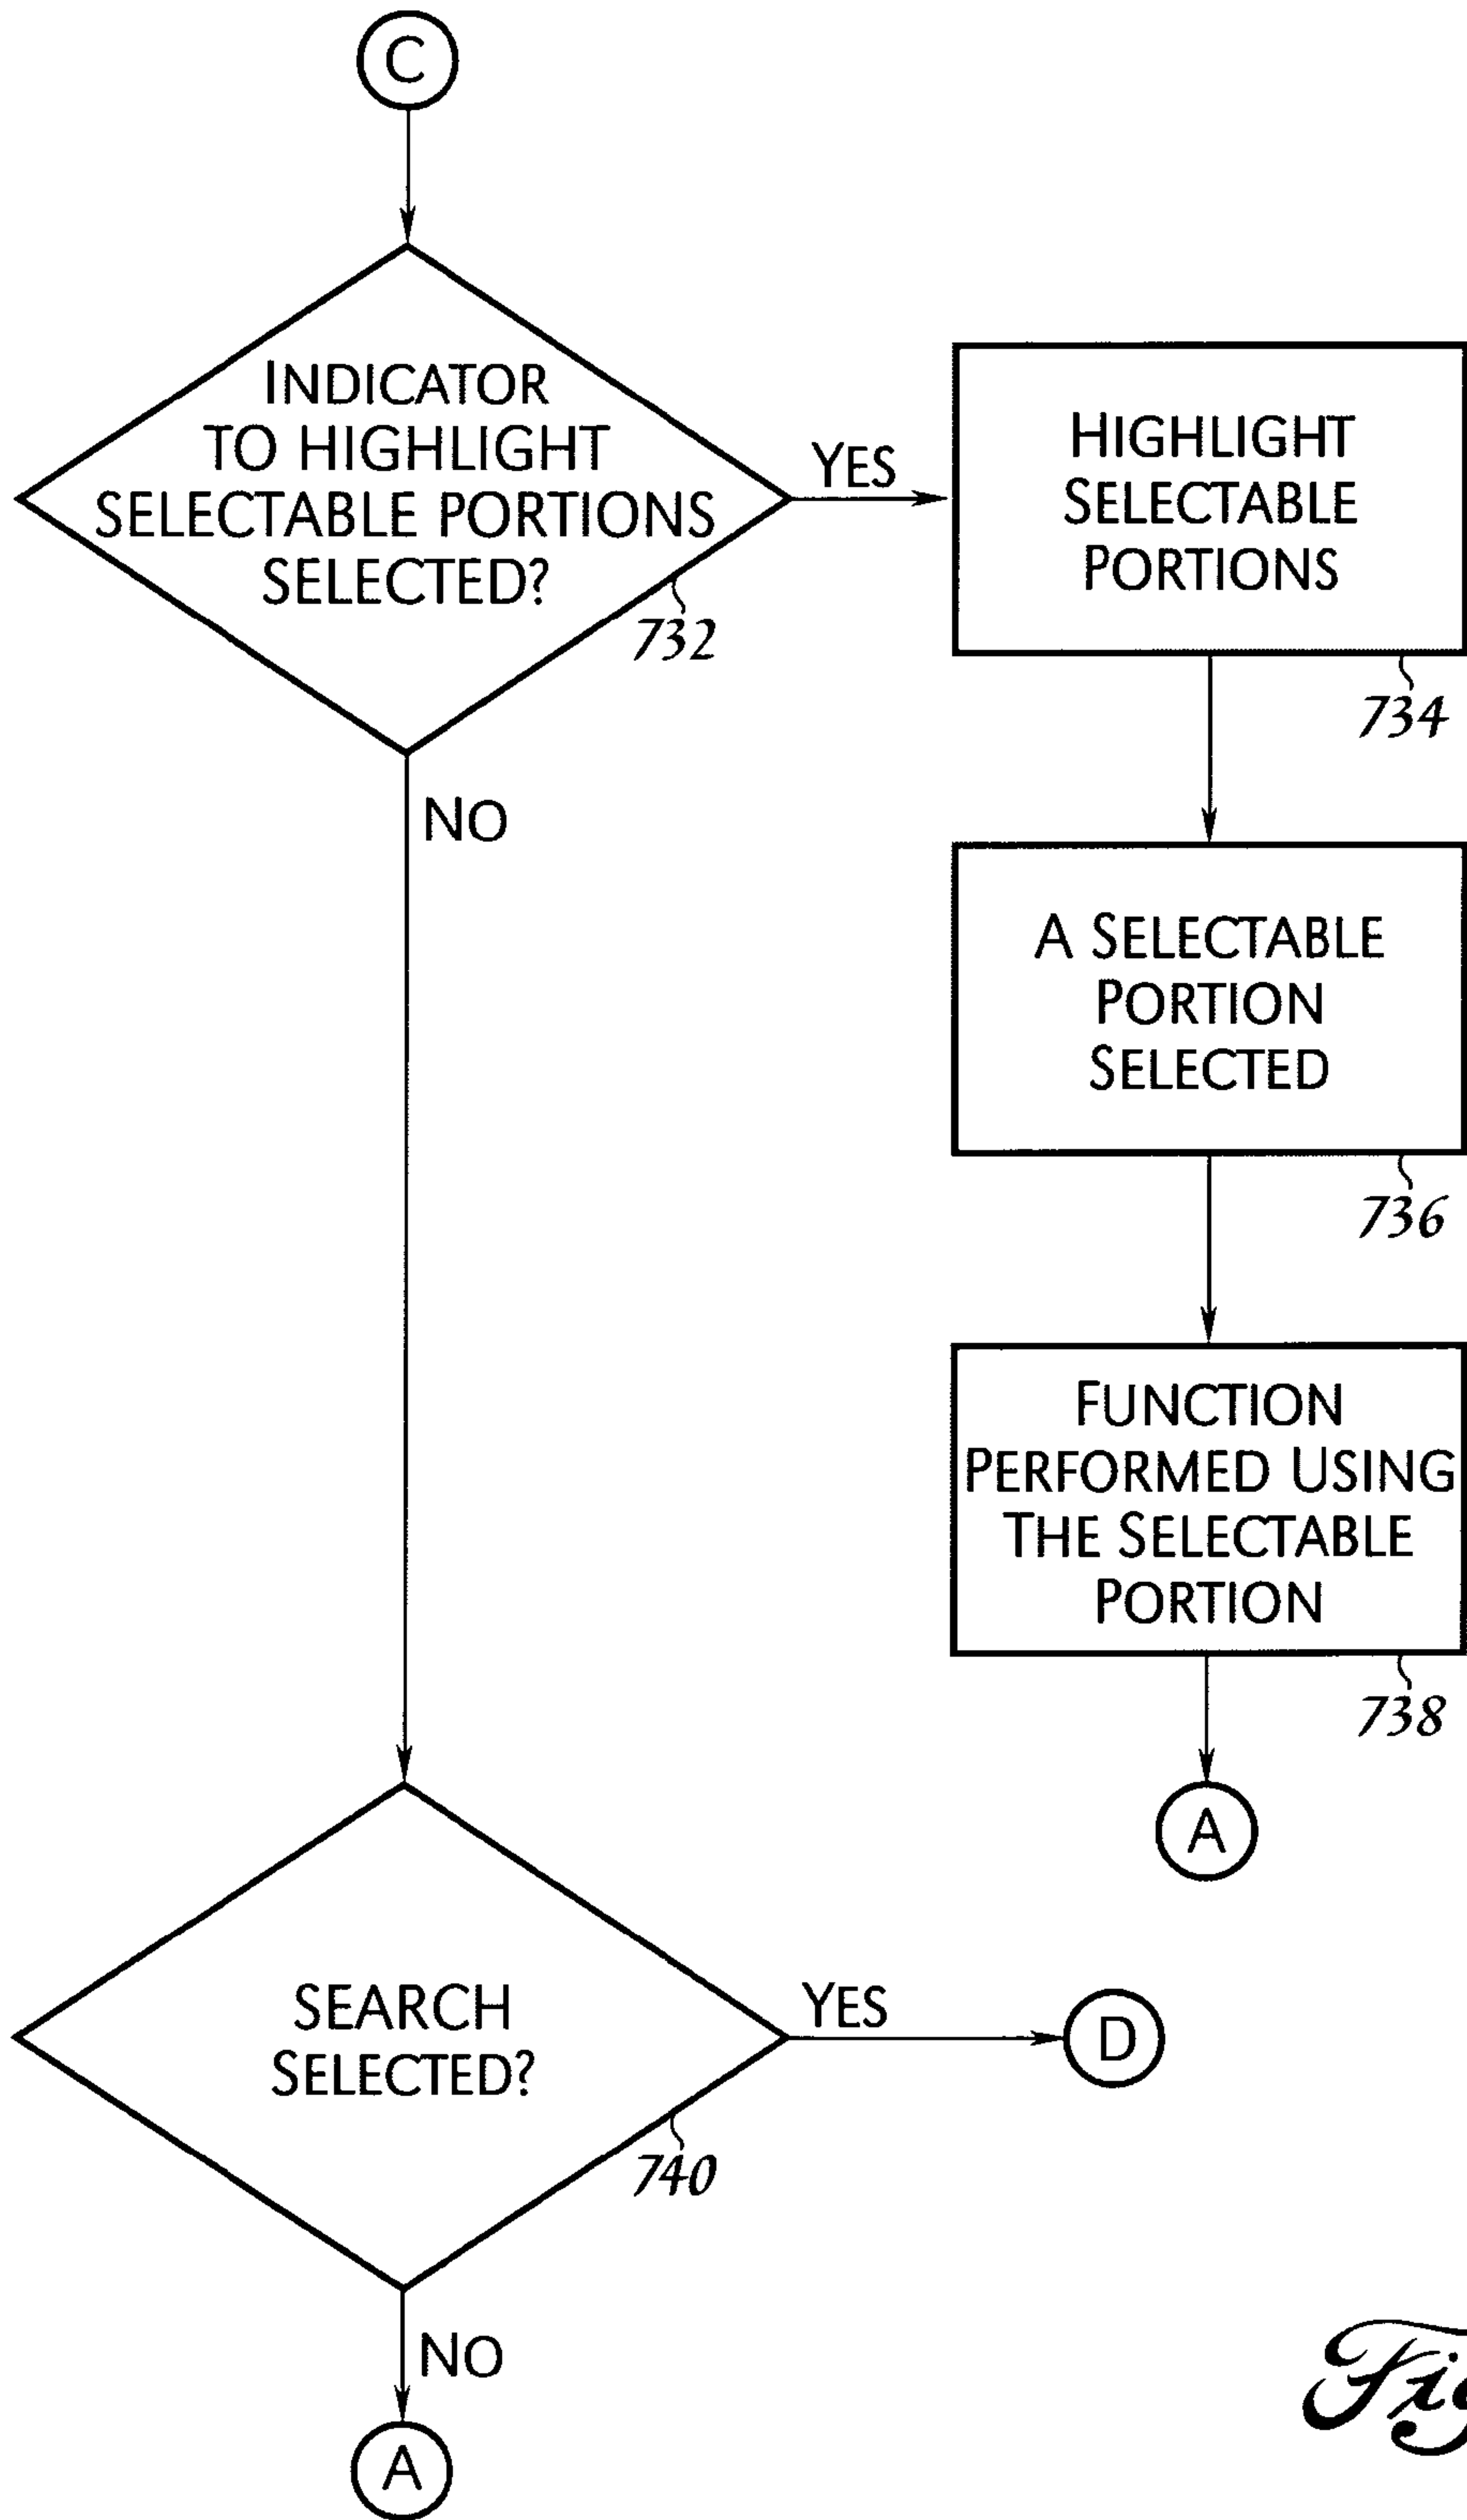 C
INDICATOR
TO HIGHLIGHT
SELECTABLE PORTIONS
SELECTED?
732
YES
HIGHLIGHT
SELECTABLE
PORTIONS
734
NO
A SELECTABLE
PORTION
SELECTED
736
FUNCTION
PERFORMED USING
THE SELECTABLE
PORTION
738
A
SEARCH
SELECTED?
740
YES
D
NO
A